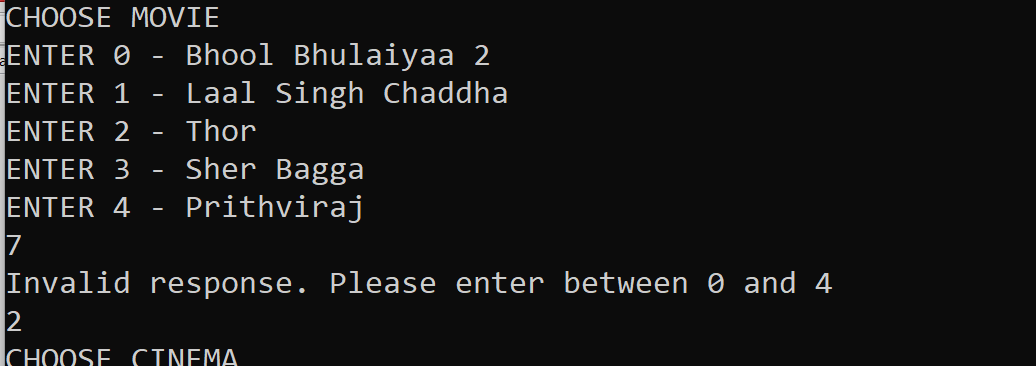 CHOOSE MOVIE
ENTER 0 - Bhool Bhulaiyaa 2
ENTER 1 - Laal Singh Chaddha
ENTER 2 - Thor
ENTER 3 - Sher Bagga
ENTER 4 - Prithviraj
7
Invalid response. Please enter between 0 and 4
2
CHOOSE CINEMA